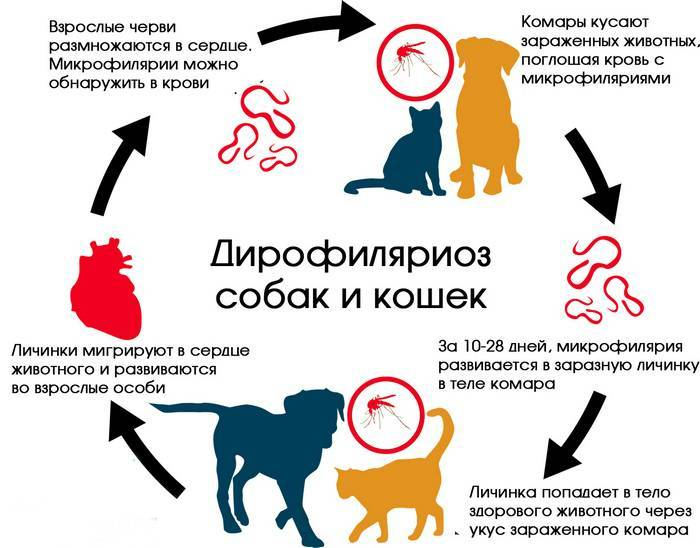 Взрослые черви
размножаются в сердце.
Микрофилярии можно
обнаружить в крови
Комары кусают
зараженных животных,
поглощая кровь с
микрофиляриями
Дирофиляриоз
собак и кошек
За 10-28 дней, микрофилярия
развивается в заразную личинку
в теле комара
Личинка попадает в тело
здорового животного через
укус зараженного комара
Личинки мигрируют в сердце
животного и развиваются
во взрослые особи